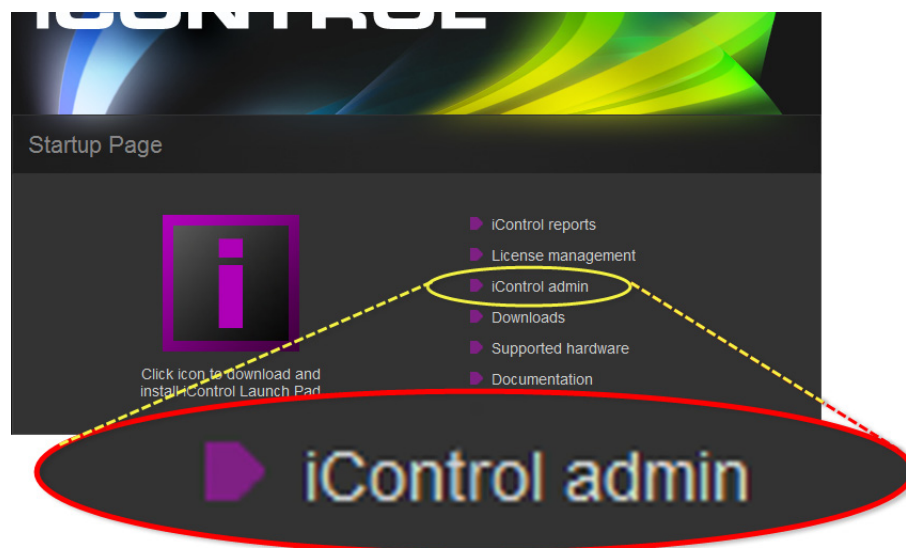 iCONTROL
Startup Page
iControl reports
License management
iControl admin
Downloads
Supported hardware
Documentation
Click icon to download and
install iControl Launch Pad
iControl admin